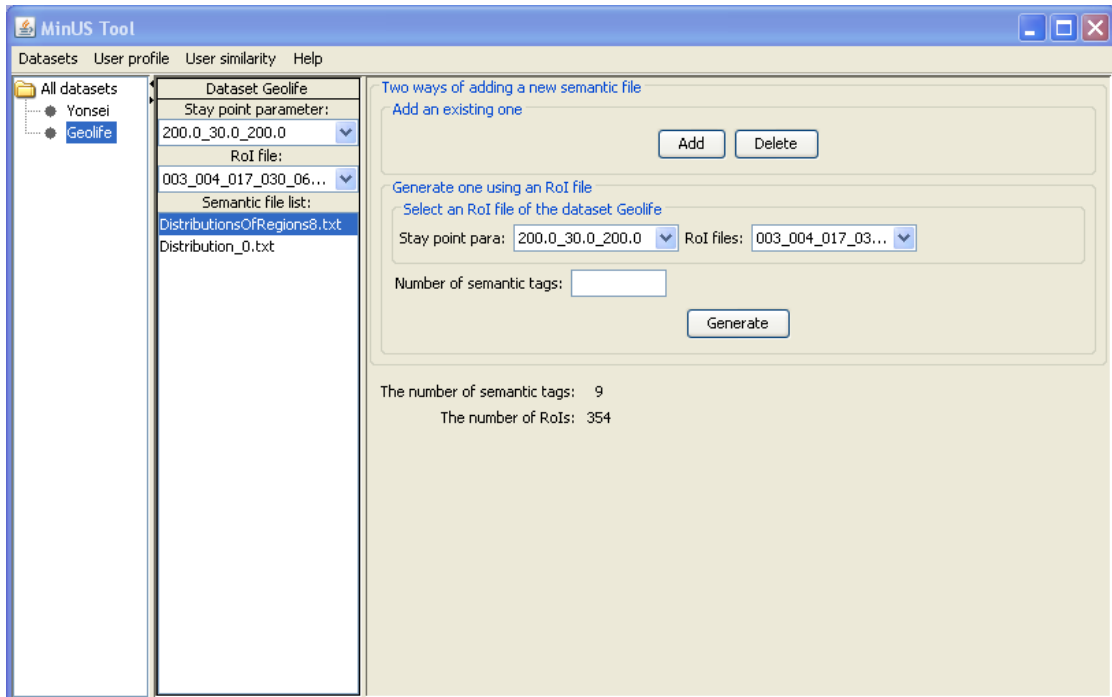 MinUS Tool
Datasets User profile User similarity Help
All datasets
Yonsei
Geolife
Dataset Geolife
Stay point parameter:
200.0_30.0_200.0
RoI file:
003_004_017_030_06...
Semantic file list:
DistributionsOfRegions8.txt
Distribution_0.txt
Two ways of adding a new semantic file
Add an existing one
Add Delete
Generate one using an RoI file
Select an RoI file of the dataset Geolife
Stay point para: 200.0_30.0_200.0 RoI files: 003_004_017_03...
Number of semantic tags:
Generate
The number of semantic tags: 9
The number of RoIs: 354